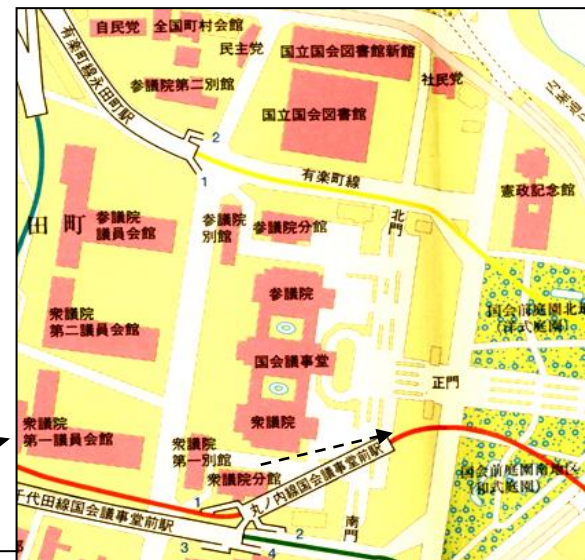 自民党
全国町村会館
民主党
参議院第二別館
国立国会図書館新館
国立国会図書館
社民党
有楽町線永田町駅
2
1
有楽町線
憲政記念館
北門
田町
参議院
議員会館
参議院
別館
参議院分館
参議院
国会議事堂
衆議院
衆議院
第二議員会館
国会前庭園北地
(洋式庭園)
正門
衆議院
第一議員会館
衆議院
第一別館
衆議院分館
丸ノ内線国会議事堂前駅
国会前庭園南地区
(和式庭園)
南門
千代田線国会議事堂前駅
1
2
3
4